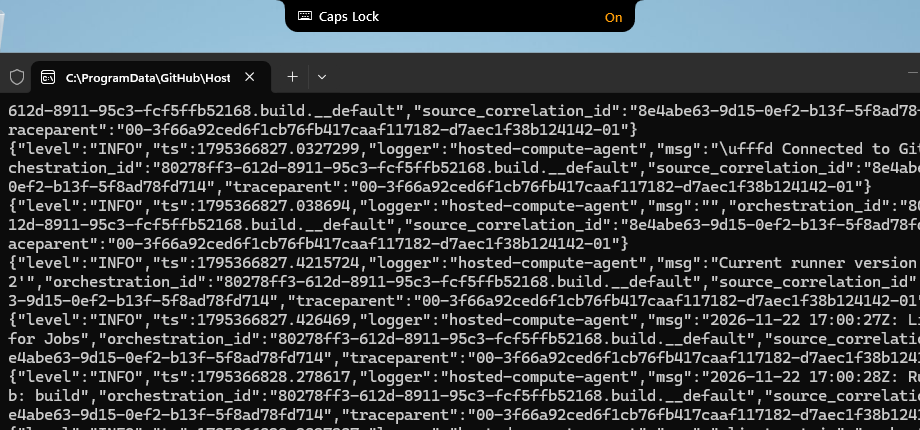 Caps Lock On
C:\ProgramData\GitHub\Host
612d-8911-95c3-fcf5ffb52168.build.__default","source_correlation_id":"8e4abe63-9d15-0ef2-b13f-5f8ad78
raceparent":"00-3f66a92ced6f1cb76fb417caaf117182-d7aec1f38b124142-01"}
{"level":"INFO","ts":1795366827.0327299,"logger":"hosted-compute-agent","msg":"\ufffd Connected to Git
chestration_id":"80278ff3-612d-8911-95c3-fcf5ffb52168.build.__default","source_correlation_id":"8e4abe
0ef2-b13f-5f8ad78fd714","traceparent":"00-3f66a92ced6f1cb76fb417caaf117182-d7aec1f38b124142-01"}
{"level":"INFO","ts":1795366827.038694,"logger":"hosted-compute-agent","msg":"","orchestration_id":"80
12d-8911-95c3-fcf5ffb52168.build.__default","source_correlation_id":"8e4abe63-9d15-0ef2-b13f-5f8ad78fd
aceparent":"00-3f66a92ced6f1cb76fb417caaf117182-d7aec1f38b124142-01"}
{"level":"INFO","ts":1795366827.4215724,"logger":"hosted-compute-agent","msg":"Current runner version
2'","orchestration_id":"80278ff3-612d-8911-95c3-fcf5ffb52168.build.__default","source_correlation_id":"
3-9d15-0ef2-b13f-5f8ad78fd714","traceparent":"00-3f66a92ced6f1cb76fb417caaf117182-d7aec1f38b124142-01"
{"level":"INFO","ts":1795366827.426469,"logger":"hosted-compute-agent","msg":"2026-11-22 17:00:27Z: Li
for Jobs","orchestration_id":"80278ff3-612d-8911-95c3-fcf5ffb52168.build.__default","source_correlatio
e4abe63-9d15-0ef2-b13f-5f8ad78fd714","traceparent":"00-3f66a92ced6f1cb76fb417caaf117182-d7aec1f38b1241
{"level":"INFO","ts":1795366828.278617,"logger":"hosted-compute-agent","msg":"2026-11-22 17:00:28Z: Ru
b: build","orchestration_id":"80278ff3-612d-8911-95c3-fcf5ffb52168.build.__default","source_correlatio
e4abe63-9d15-0ef2-b13f-5f8ad78fd714","traceparent":"00-3f66a92ced6f1cb76fb417caaf117182-d7aec1f38b1241